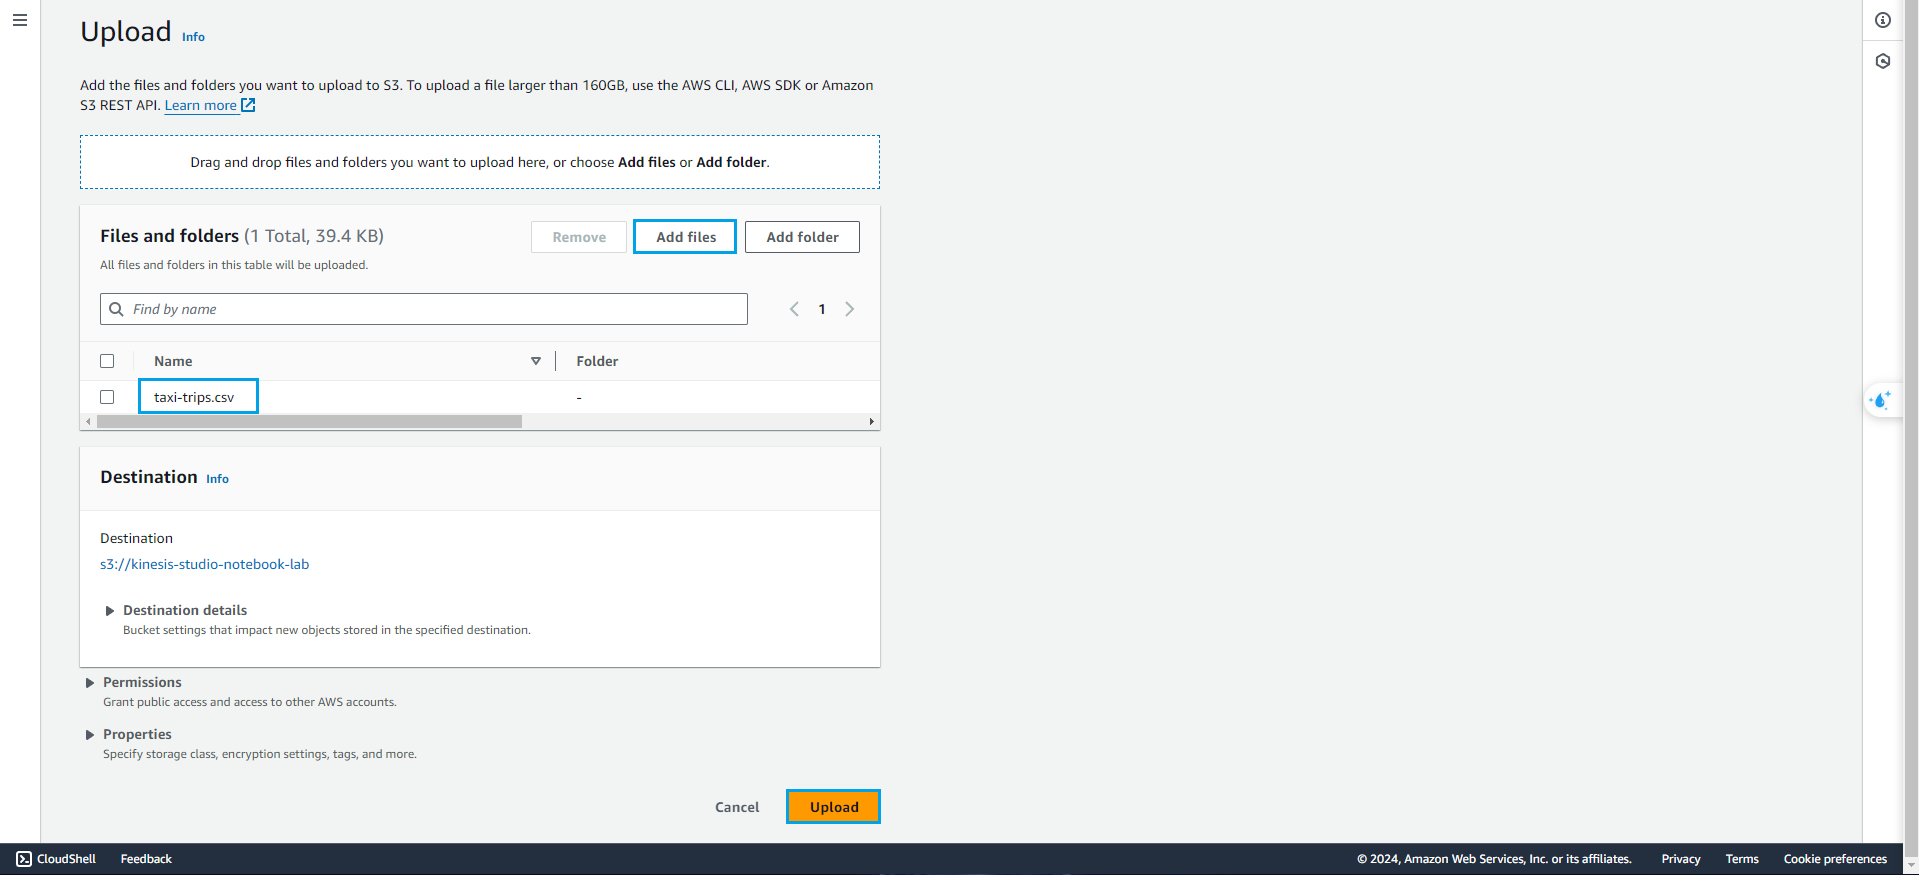 Upload Info
Add the files and folders you want to upload to S3. To upload a file larger than 160GB, use the AWS CLI, AWS SDK or Amazon
S3 REST API. Learn more
Drag and drop files and folders you want to upload here, or choose Add files or Add folder.
Files and folders (1 Total, 39.4 KB)
Remove
Add files
Add folder
All files and folders in this table will be uploaded.
Find by name
1
Name
Folder
taxi-trips.csv
-
Destination Info
Destination
s3://kinesis-studio-notebook-lab
Destination details
Bucket settings that impact new objects stored in the specified destination.
Permissions
Grant public access and access to other AWS accounts.
Properties
Specify storage class, encryption settings, tags, and more.
Cancel
Upload
CloudShell
Feedback
© 2024, Amazon Web Services, Inc. or its affiliates.
Privacy
Terms
Cookie preferences